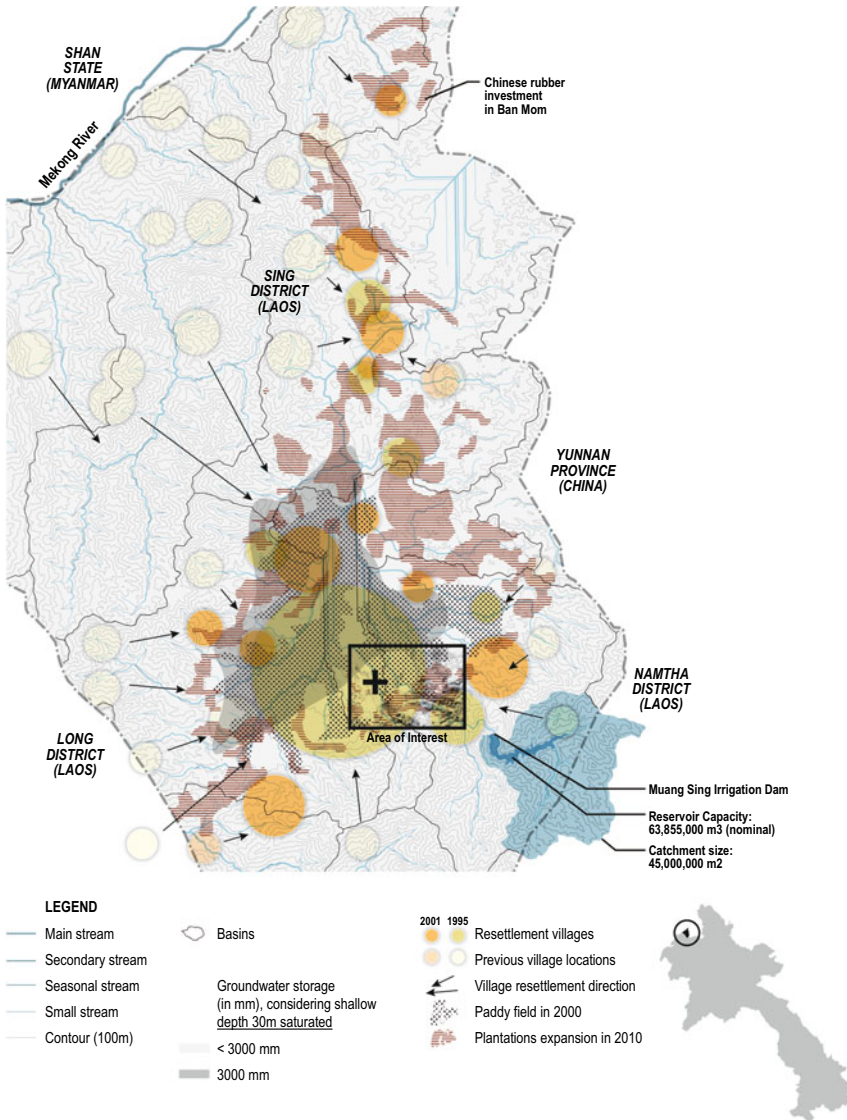 SHAN
STATE
(MYANMAR)
Mekong River
Chinese rubber
investment
in Ban Mom
SING
DISTRICT
(LAOS)
YUNNAN
PROVINCE
(CHINA)
NAMTHA
DISTRICT
(LAOS)
LONG
DISTRICT
(LAOS)
Area of Interest
Muang Sing Irrigation Dam
Reservoir Capacity:
63,855,000 m3 (nominal)
Catchment size:
45,000,000 m2
LEGEND
Main stream
Secondary stream
Seasonal stream
Small stream
Contour (100m)
Basins
Groundwater storage
(in mm), considering shallow
depth 30m saturated
< 3000 mm
3000 mm
2001 1995
Resettlement villages
Previous village locations
Village resettlement direction
Paddy field in 2000
Plantations expansion in 2010